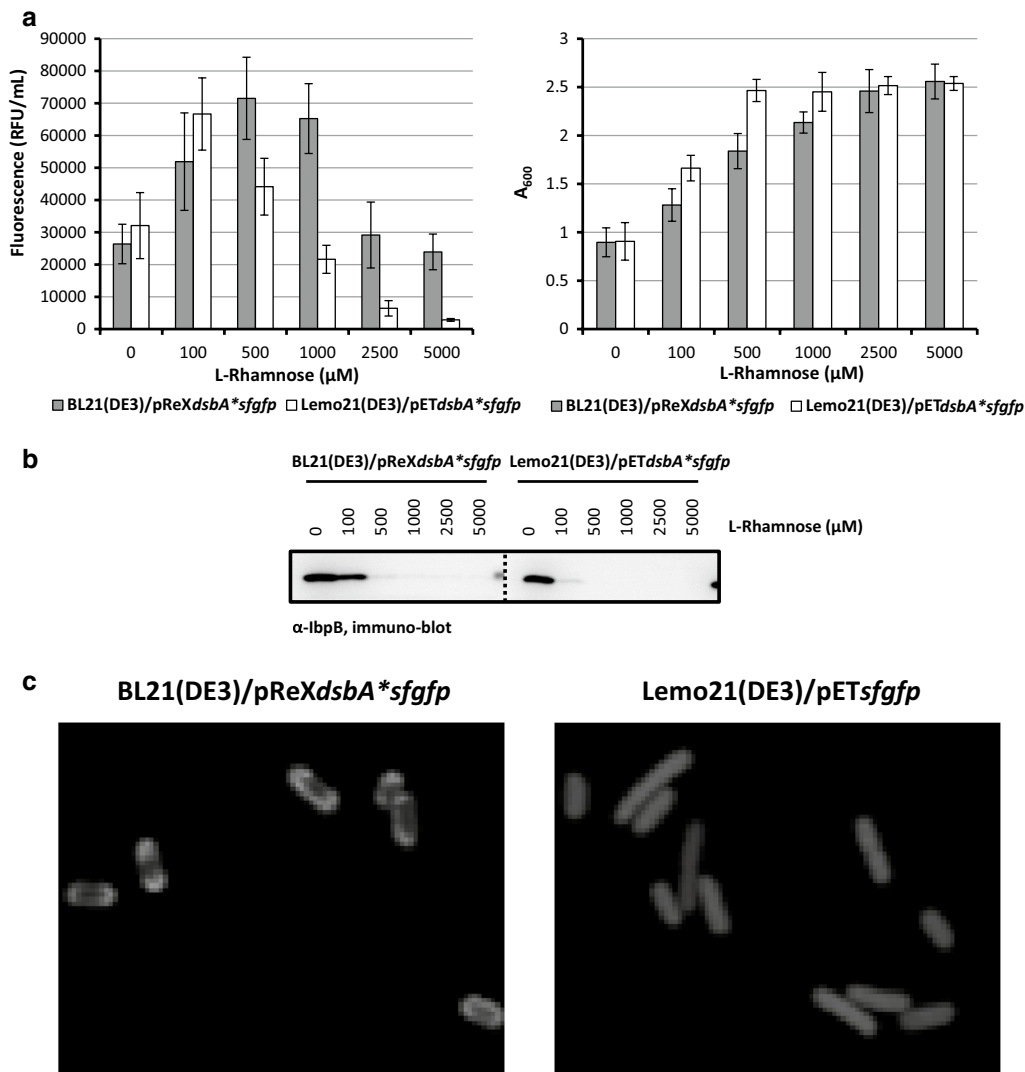 a
90000
80000
70000
60000
50000
40000
30000
20000
10000
0
Fluorescence (RFU/mL)
0 100 500 1000 2500 5000
L-Rhamnose (µM)
BL21(DE3)/pReXdsbA*sfgfp Lemo21(DE3)/pETdsbA*sfgfp
3
2.5
2
1.5
1
0.5
0
A600
0 100 500 1000 2500 5000
L-Rhamnose (µM)
BL21(DE3)/pReXdsbA*sfgfp Lemo21(DE3)/pETdsbA*sfgfp
b
BL21(DE3)/pReXdsbA*sfgfp Lemo21(DE3)/pETdsbA*sfgfp
0 100 500 1000 2500 5000 0 100 500 1000 2500 5000 L-Rhamnose (µM)
α-IbpB, immuno-blot
c
BL21(DE3)/pReXdsbA*sfgfp Lemo21(DE3)/pETsfgfp